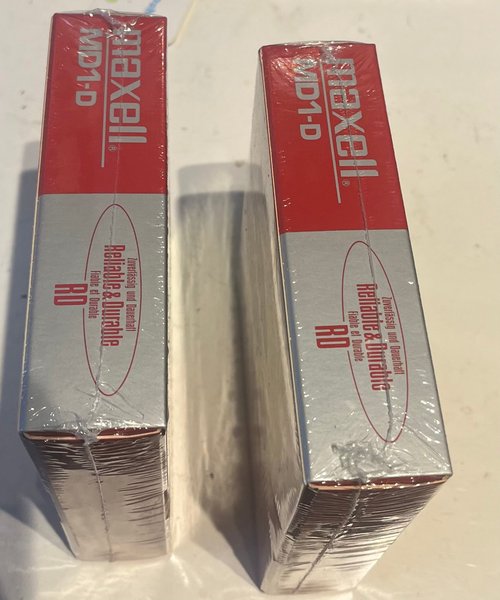 maxell®
MD1-D
Zuverlässig und Dauerhaft
Reliable & Durable
Fiable et Durable
RD
maxell®
MD1-D
Zuverlässig und Dauerhaft
Reliable & Durable
Fiable et Durable
RD